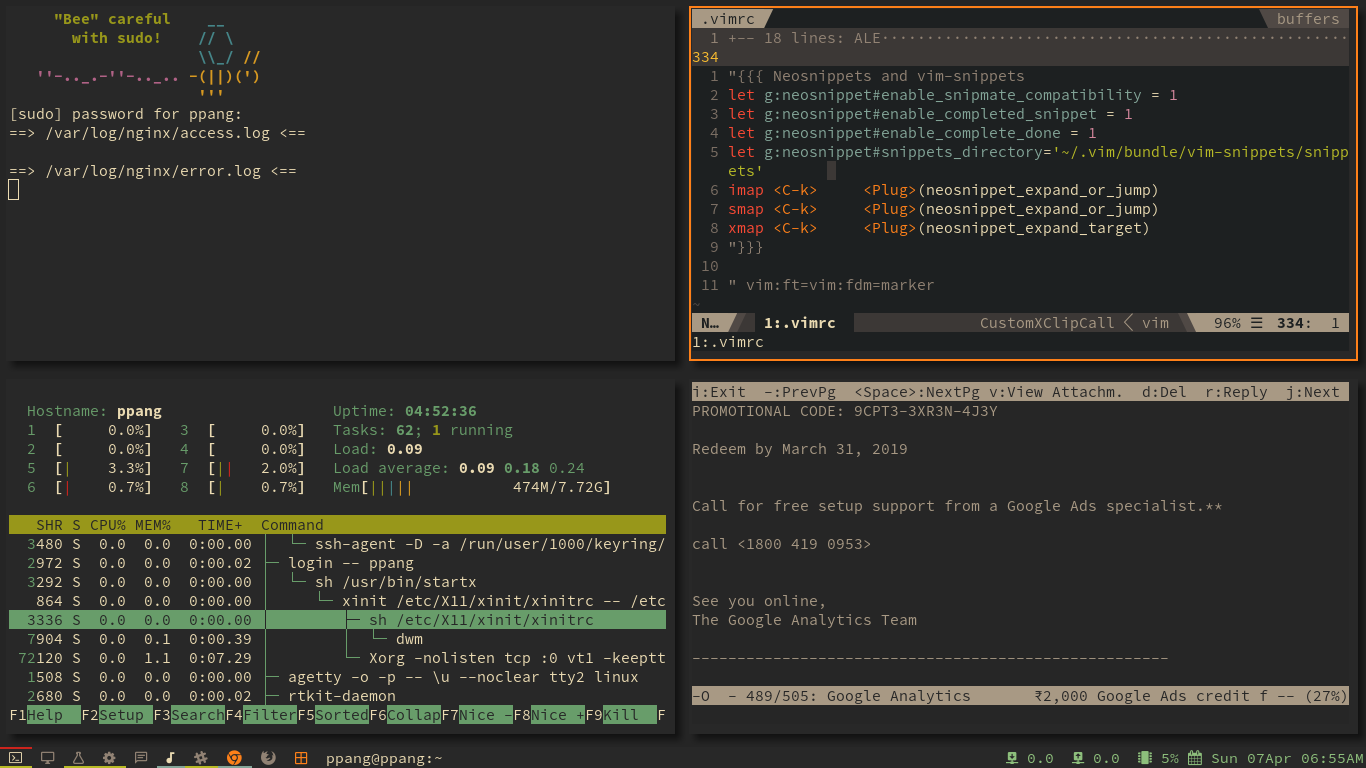 "Bee" careful
with sudo!
[sudo] password for ppang:
==> /var/log/nginx/access.log <==
==> /var/log/nginx/error.log <==
.vimrc buffers
1 +-- 18 lines: ALE
334
1 "{{{ Neosnippets and vim-snippets
2 let g:neosnippet#enable_snipmate_compatibility = 1
3 let g:neosnippet#enable_completed_snippet = 1
4 let g:neosnippet#enable_complete_done = 1
5 let g:neosnippet#snippets_directory='~/.vim/bundle/vim-snippets/snipp
ets'
6 imap <C-k> <Plug>(neosnippet_expand_or_jump)
7 smap <C-k> <Plug>(neosnippet_expand_or_jump)
8 xmap <C-k> <Plug>(neosnippet_expand_target)
9 "}}}
10
11 " vim:ft=vim:fdm=marker
~
N… 1:.vimrc CustomXClipCall vim 96% ☰ 334: 1
1:.vimrc
Hostname: ppang Uptime: 04:52:36
1 [ 0.0%] 3 [ 0.0%] Tasks: 62; 1 running
2 [ 0.0%] 4 [ 0.0%] Load: 0.09
5 [| 3.3%] 7 [|| 2.0%] Load average: 0.09 0.18 0.24
6 [| 0.7%] 8 [| 0.7%] Mem[||||| 474M/7.72G]
SHR S CPU% MEM% TIME+ Command
3480 S 0.0 0.0 0:00.00 ssh-agent -D -a /run/user/1000/keyring/
2972 S 0.0 0.0 0:00.02 login -- ppang
3292 S 0.0 0.0 0:00.00 sh /usr/bin/startx
864 S 0.0 0.0 0:00.00 xinit /etc/X11/xinit/xinitrc -- /etc
3336 S 0.0 0.0 0:00.00 sh /etc/X11/xinit/xinitrc
7904 S 0.0 0.1 0:00.39 dwm
72120 S 0.0 1.1 0:07.29 Xorg -nolisten tcp :0 vt1 -keeptt
1508 S 0.0 0.0 0:00.00 agetty -o -p -- \u --noclear tty2 linux
2680 S 0.0 0.0 0:00.02 rtkit-daemon
F1Help F2Setup F3SearchF4FilterF5SortedF6CollapF7Nice -F8Nice +F9Kill F
i:Exit -:PrevPg <Space>:NextPg v:View Attachm. d:Del r:Reply j:Next
PROMOTIONAL CODE: 9CPT3-3XR3N-4J3Y
Redeem by March 31, 2019
Call for free setup support from a Google Ads specialist.**
call <1800 419 0953>
See you online,
The Google Analytics Team
-----------------------------------------------------
-O - 489/505: Google Analytics ₹2,000 Google Ads credit f -- (27%)
ppang@ppang:~ 0.0 0.0 5% Sun 07Apr 06:55AM